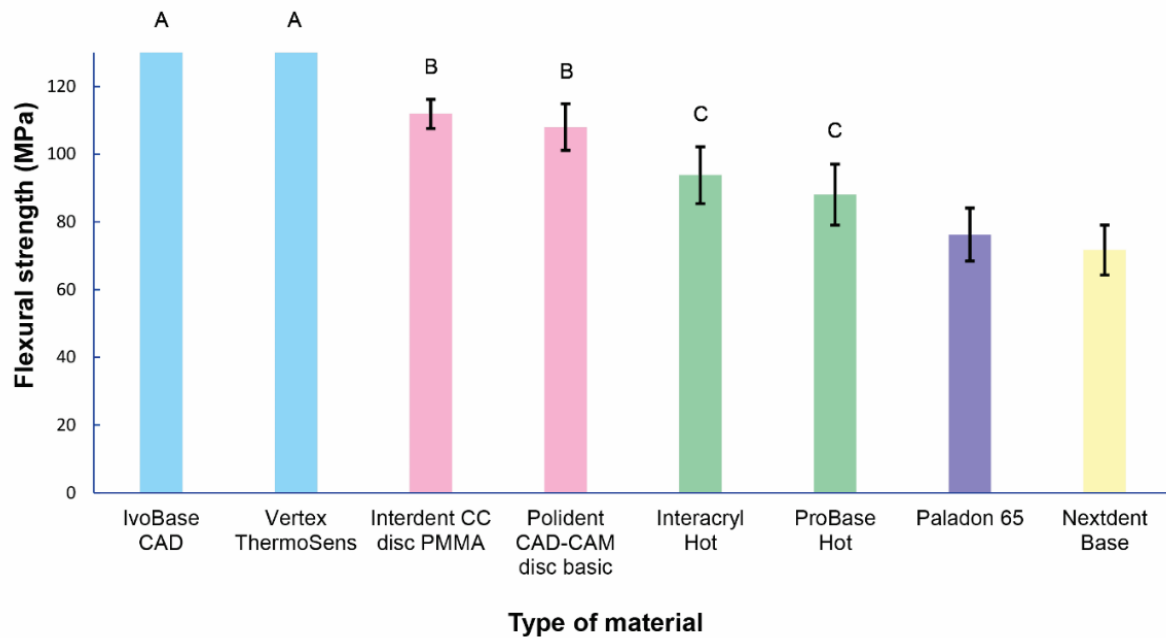 A A
B B
C C
Flexural strength (MPa)
120
100
80
60
40
20
0
IvoBase Vertex Interdent CC Polident Interacryl ProBase Paladon 65 Nextdent
CAD ThermoSens disc PMMA CAD-CAM Hot Hot Base
disc basic
Type of material